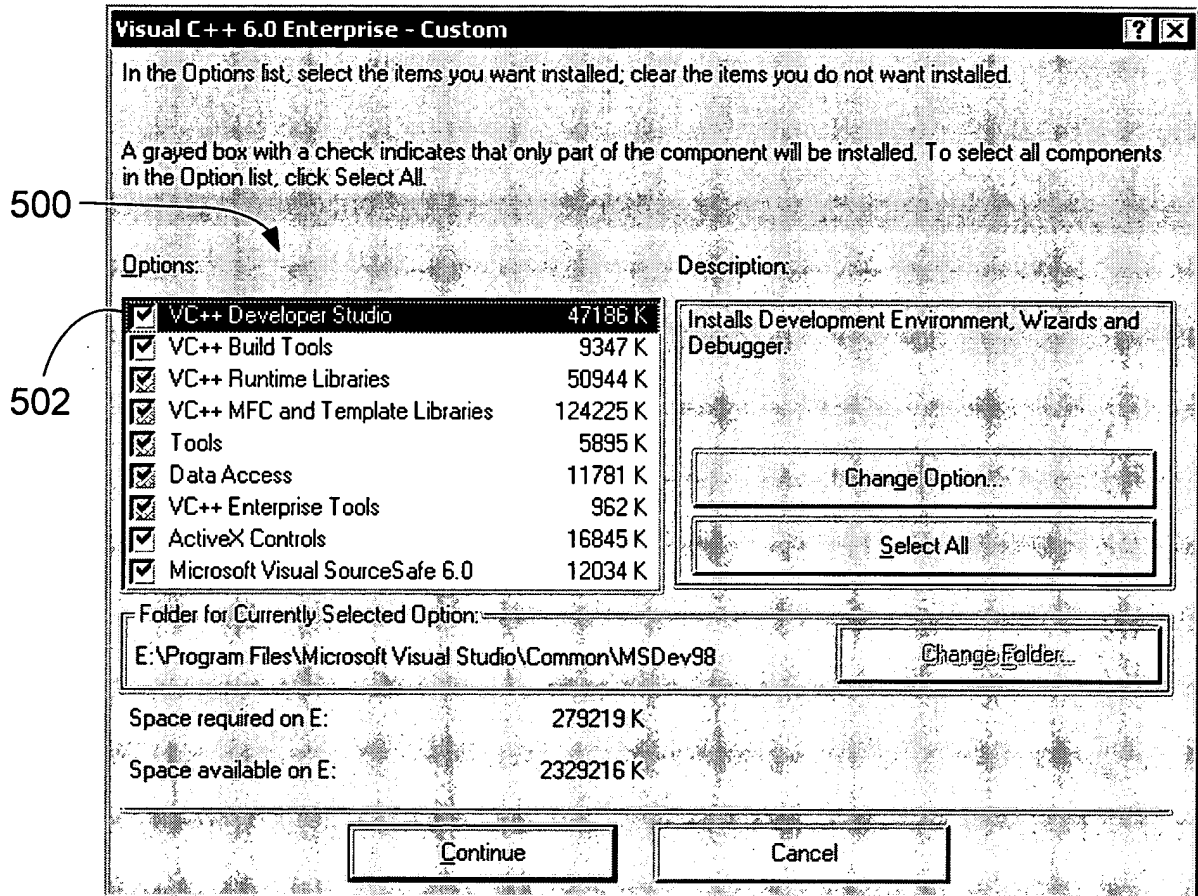 Visual C++ 6.0 Enterprise - Custom
In the Options list, select the items you want installed; clear the items you do not want installed.
A grayed box with a check indicates that only part of the component will be installed. To select all components
in the Option list, click Select All.
500
Options:
Description:
VC++ Developer Studio 47186 K
VC++ Build Tools 9347 K
VC++ Runtime Libraries 50944 K
VC++ MFC and Template Libraries 124225 K
Tools 5895 K
Data Access 11781 K
VC++ Enterprise Tools 962 K
ActiveX Controls 16845 K
Microsoft Visual SourceSafe 6.0 12034 K
502
Installs Development Environment, Wizards and
Debugger.
Change Option...
Select All
Folder for Currently Selected Option:
E:\Program Files\Microsoft Visual Studio\Common\MSDev98
Change Folder...
Space required on E: 279219 K
Space available on E: 2329216 K
Continue
Cancel